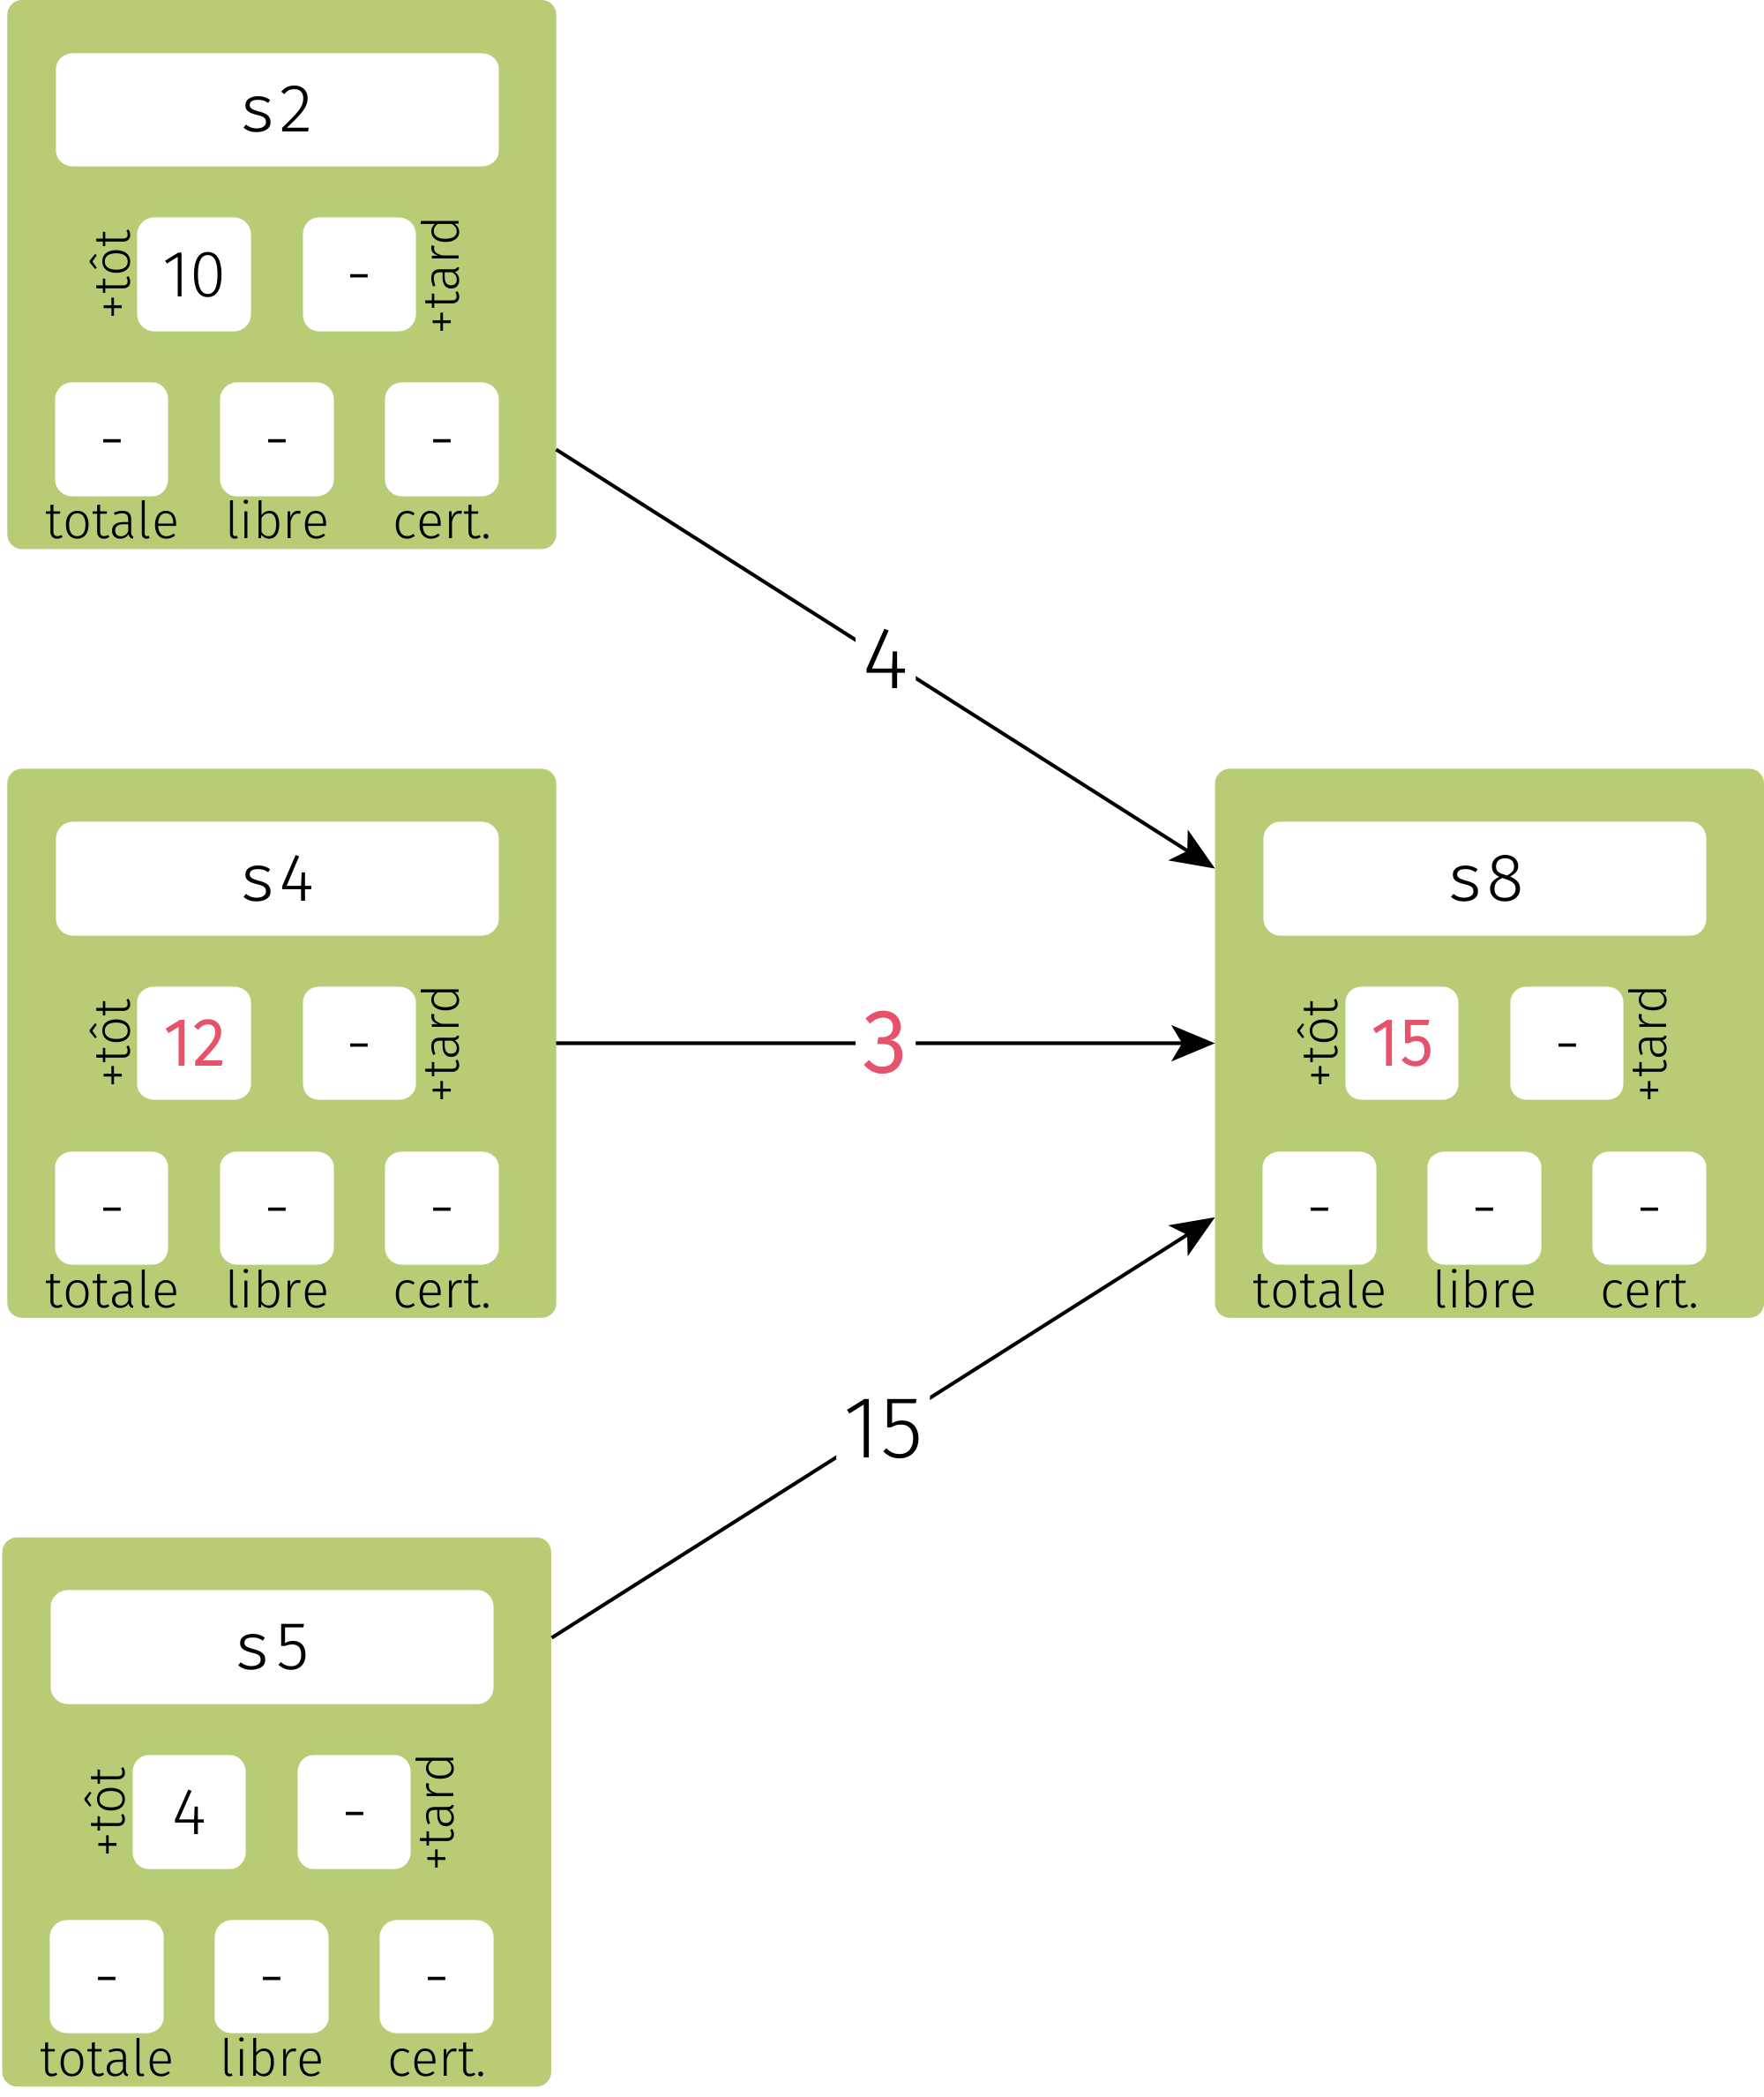 s2
+tôt 10 - +tard
- - -
totale libre cert.
4
s4
+tôt 12 - +tard
- - -
totale libre cert.
3
s8
+tôt 15 - +tard
- - -
totale libre cert.
15
s5
+tôt 4 - +tard
- - -
totale libre cert.